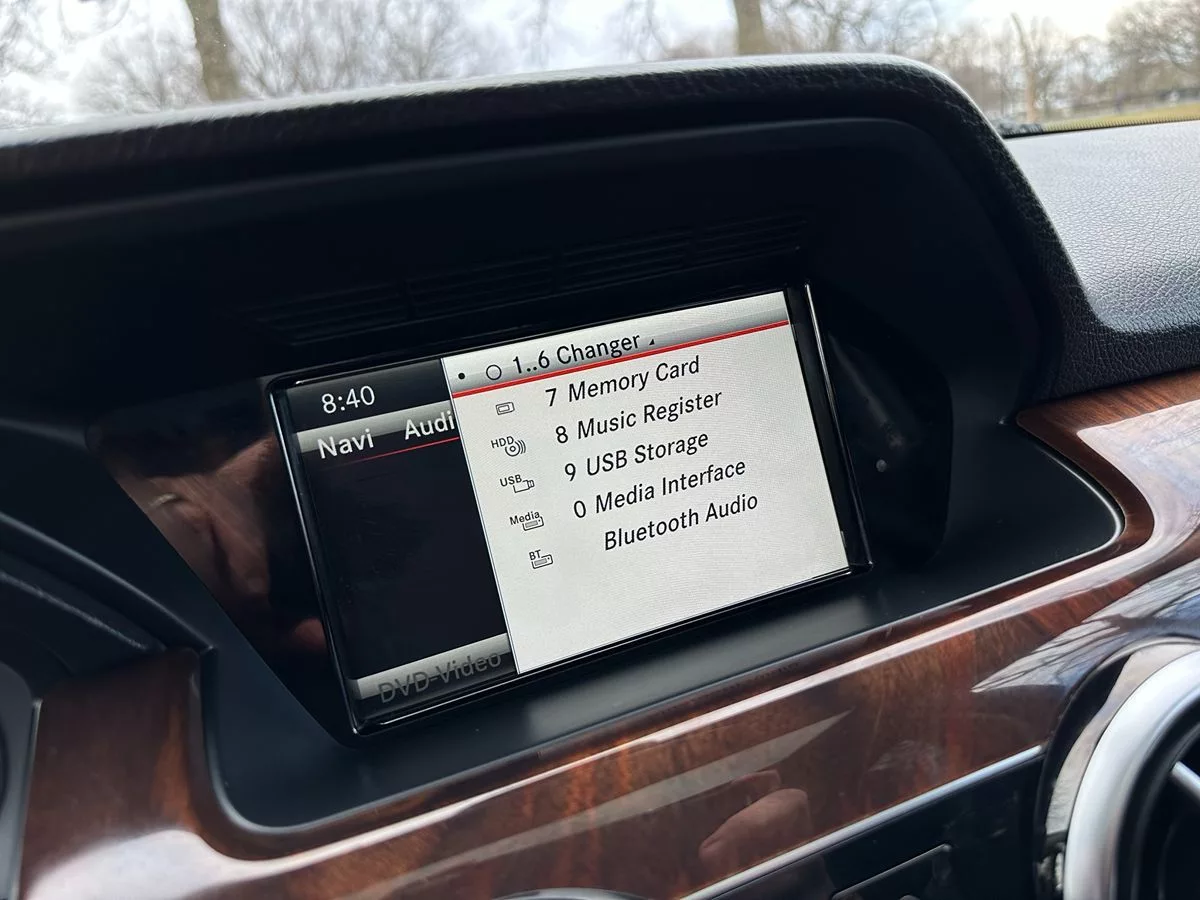 8:40
Navi Audi
DVD-Video
1..6 Changer
7 Memory Card
HDD 8 Music Register
USB 9 USB Storage
Media 0 Media Interface
BT Bluetooth Audio